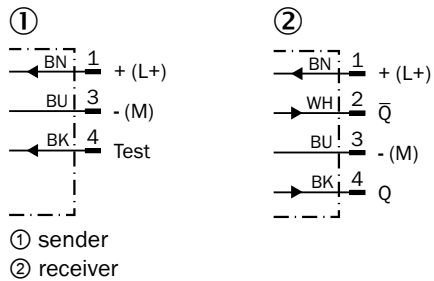 ① ②
BN 1 + (L+)
BU 3 - (M)
BK 4 Test
BN 1 + (L+)
WH 2 Q̅
BU 3 - (M)
BK 4 Q
① sender
② receiver